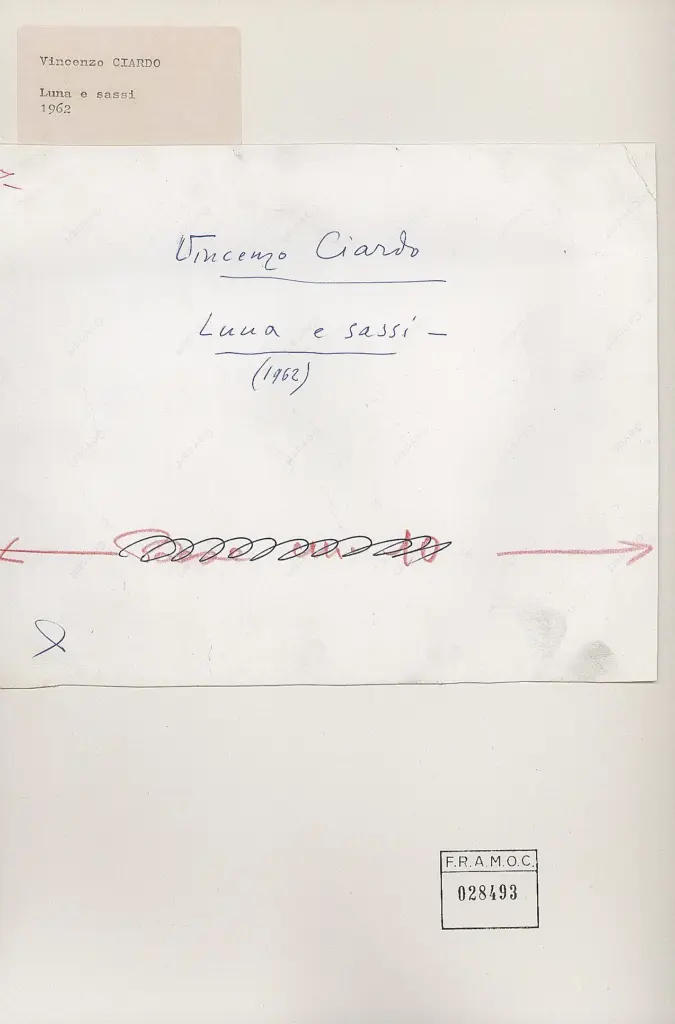 Vincenzo CIARDO
Luna e sassi
1962
Vincenzo Ciardo
Luna e sassi –
(1962)
F.R.A.M.O.C.
028493